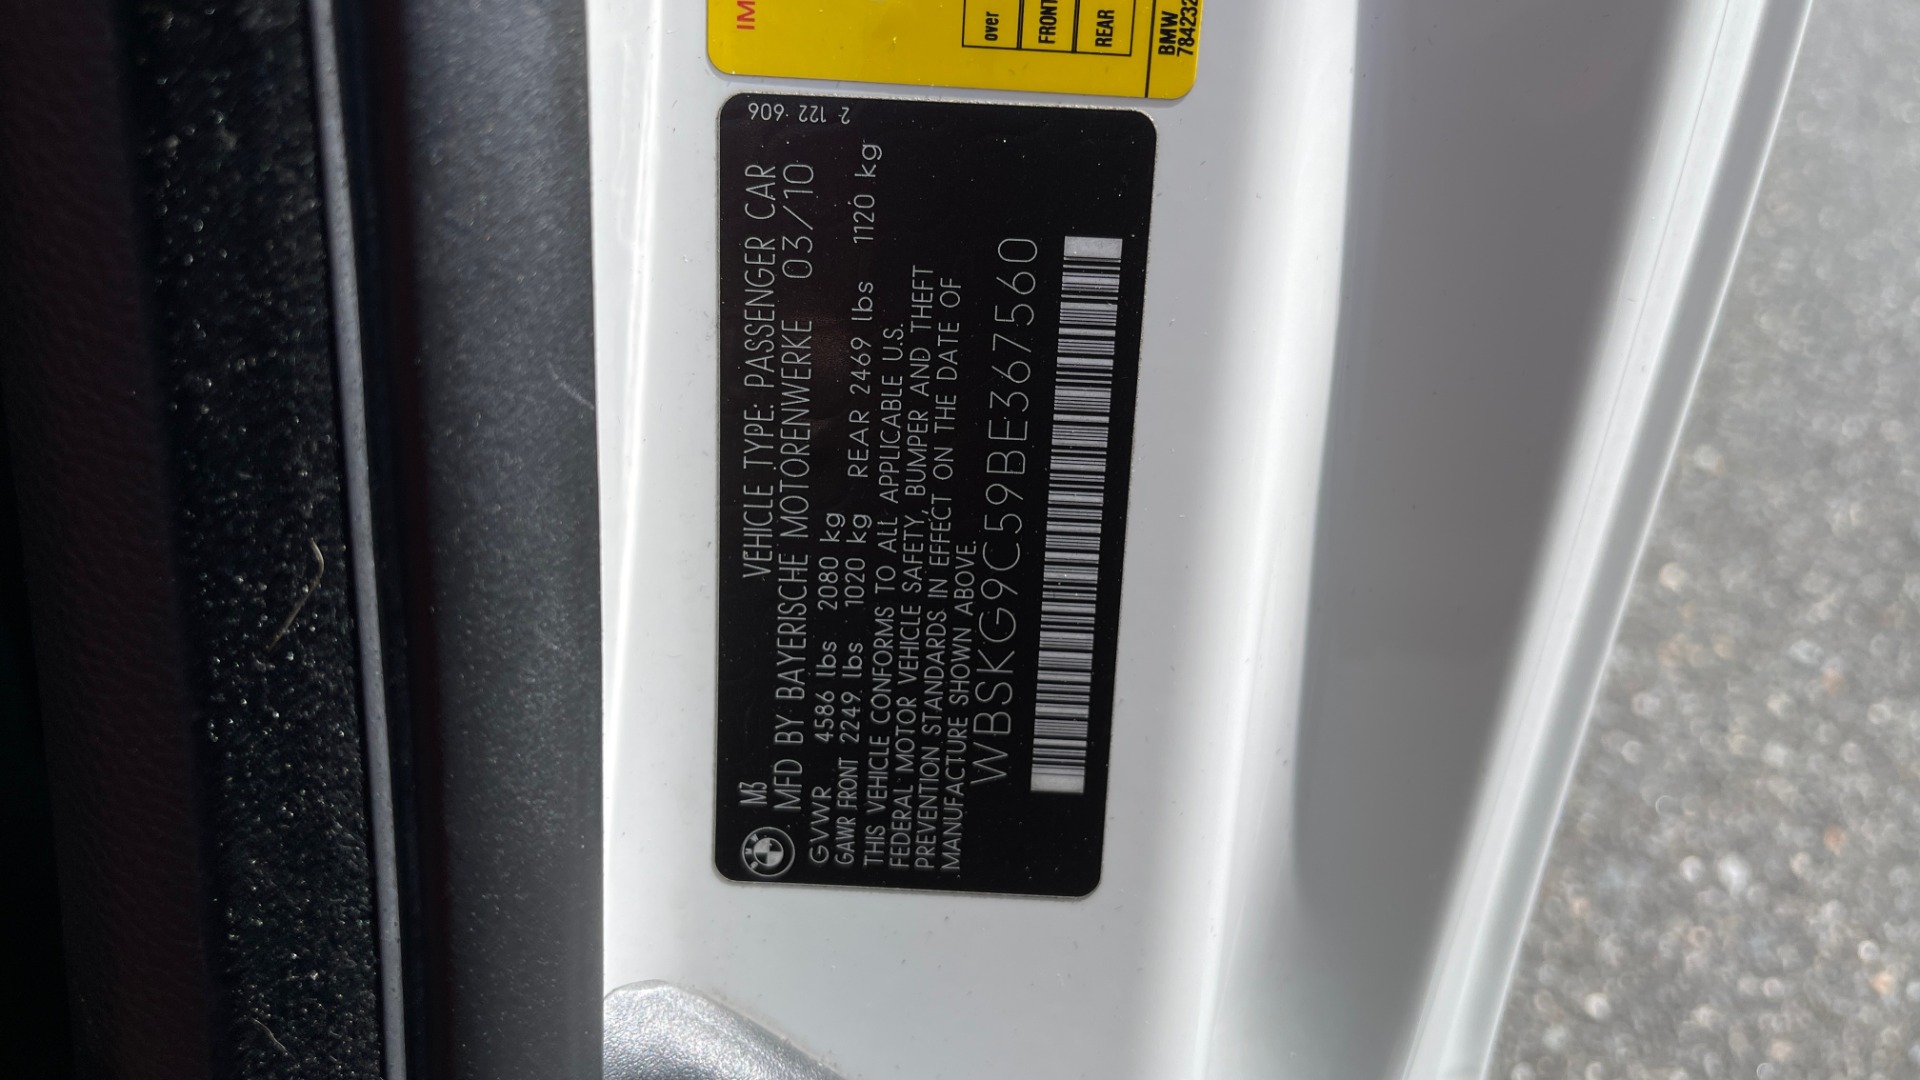 IM
over
FRONT
REAR
BMW
784232
2 122 606
M3 VEHICLE TYPE: PASSENGER CAR
MFD BY BAYERISCHE MOTORENWERKE 03/10
GVWR 4586 lbs 2080 kg
GAWR FRONT 2249 lbs 1020 kg REAR 2469 lbs 1120 kg
THIS VEHICLE CONFORMS TO ALL APPLICABLE U.S.
FEDERAL MOTOR VEHICLE SAFETY, BUMPER AND THEFT
PREVENTION STANDARDS IN EFFECT ON THE DATE OF
MANUFACTURE SHOWN ABOVE.
WBSKG9C59BE367560